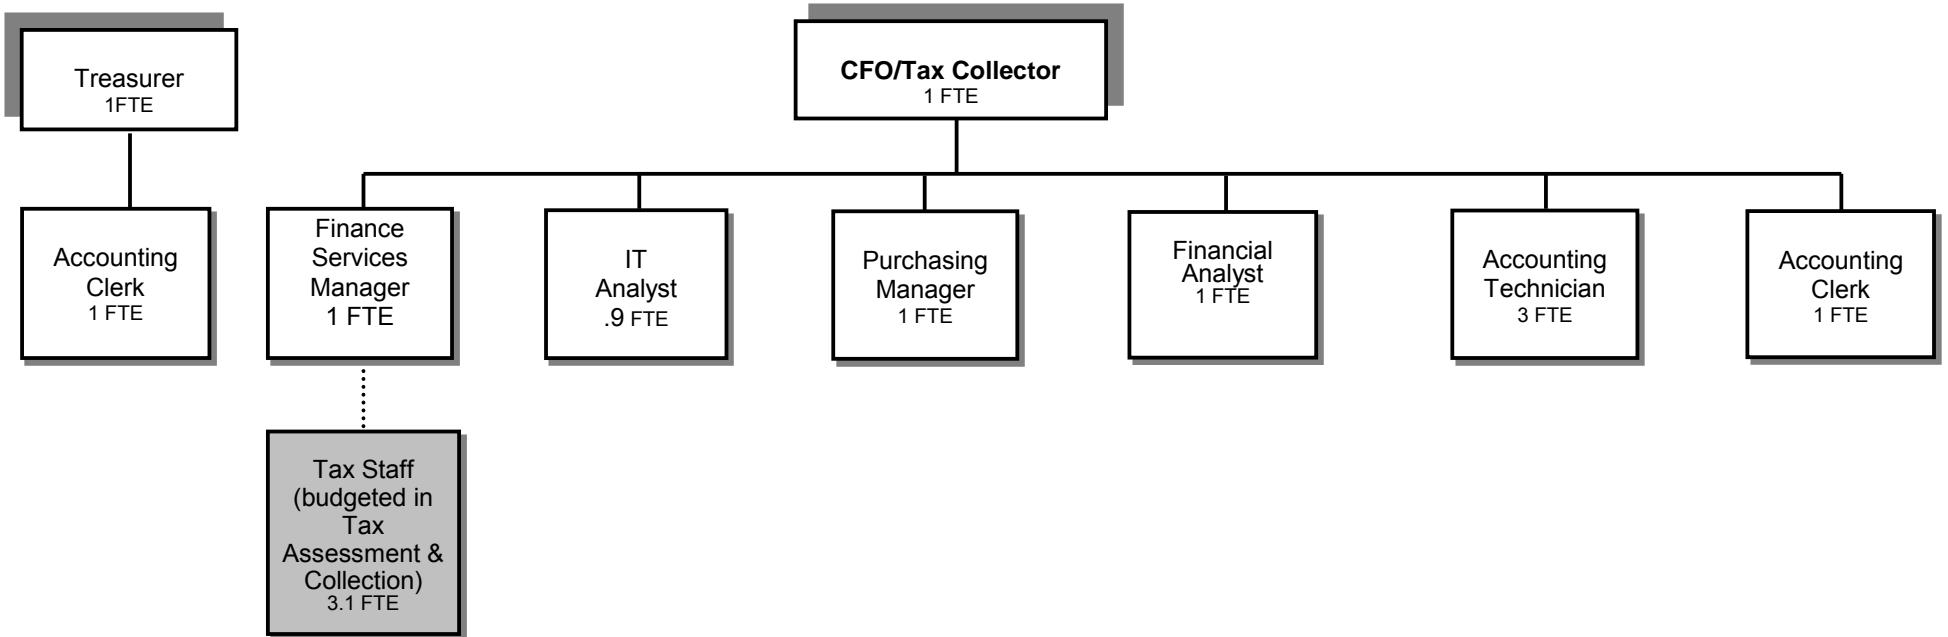 Treasurer
1FTE
CFO/Tax Collector
1 FTE
Accounting
Clerk
1 FTE
Finance
Services
Manager
1 FTE
IT
Analyst
.9 FTE
Purchasing
Manager
1 FTE
Financial
Analyst
1 FTE
Accounting
Technician
3 FTE
Accounting
Clerk
1 FTE
Tax Staff
(budgeted in
Tax
Assessment &
Collection)
3.1 FTE